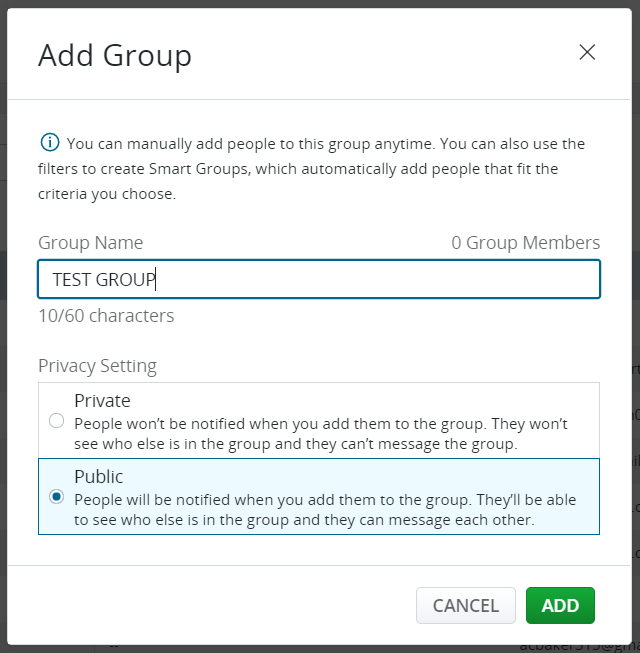 Add Group
You can manually add people to this group anytime. You can also use the
filters to create Smart Groups, which automatically add people that fit the
criteria you choose.
Group Name 0 Group Members
TEST GROUP
10/60 characters
Privacy Setting
Private
People won’t be notified when you add them to the group. They won’t
see who else is in the group and they can’t message the group.
Public
People will be notified when you add them to the group. They’ll be able
to see who else is in the group and they can message each other.
CANCEL ADD